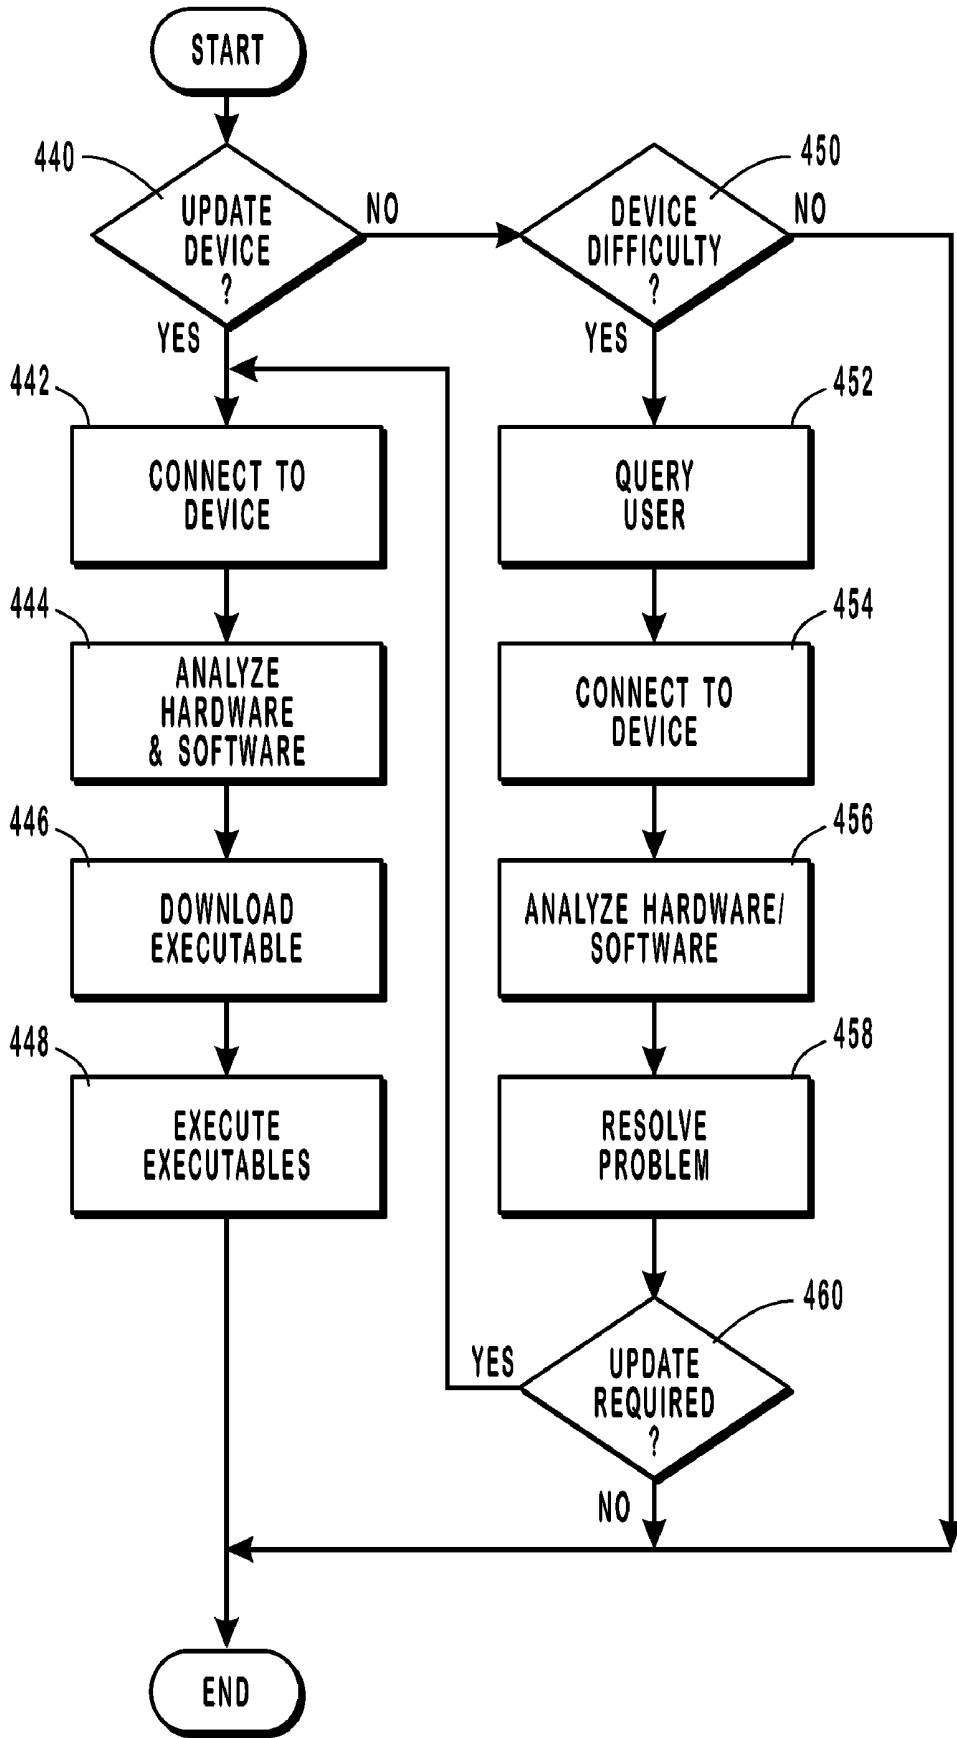 START
440
UPDATE
DEVICE
?
NO
YES
450
DEVICE
DIFFICULTY
?
NO
YES
442
CONNECT TO
DEVICE
452
QUERY
USER
444
ANALYZE
HARDWARE
& SOFTWARE
454
CONNECT TO
DEVICE
446
DOWNLOAD
EXECUTABLE
456
ANALYZE HARDWARE/
SOFTWARE
448
EXECUTE
EXECUTABLES
458
RESOLVE
PROBLEM
460
YES
UPDATE
REQUIRED
?
NO
END